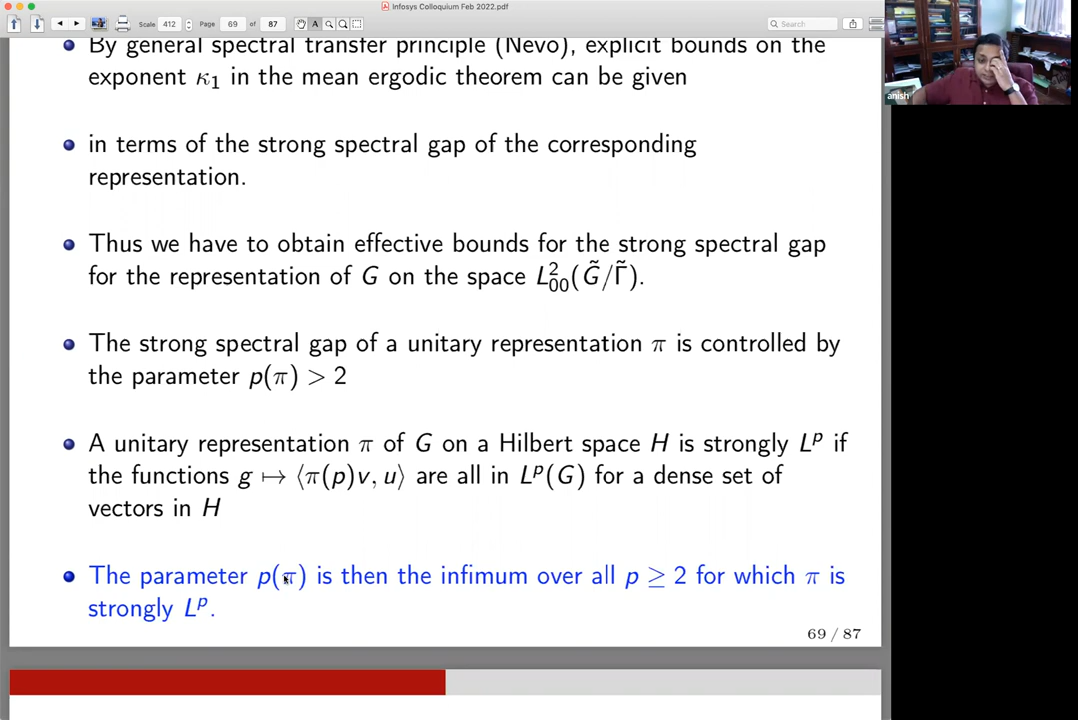 Infosys Colloquium Feb 2022.pdf
Scale 412 Page 69 of 87 Search
By general spectral transfer principle (Nevo), explicit bounds on the
exponent κ₁ in the mean ergodic theorem can be given
in terms of the strong spectral gap of the corresponding
representation.
Thus we have to obtain effective bounds for the strong spectral gap
for the representation of G on the space L²₀₀(G̃/Γ̃).
The strong spectral gap of a unitary representation π is controlled by
the parameter p(π) > 2
A unitary representation π of G on a Hilbert space H is strongly Lᵖ if
the functions g ↦ ⟨π(p)v, u⟩ are all in Lᵖ(G) for a dense set of
vectors in H
The parameter p(π) is then the infimum over all p ≥ 2 for which π is
strongly Lᵖ.
69 / 87
anish